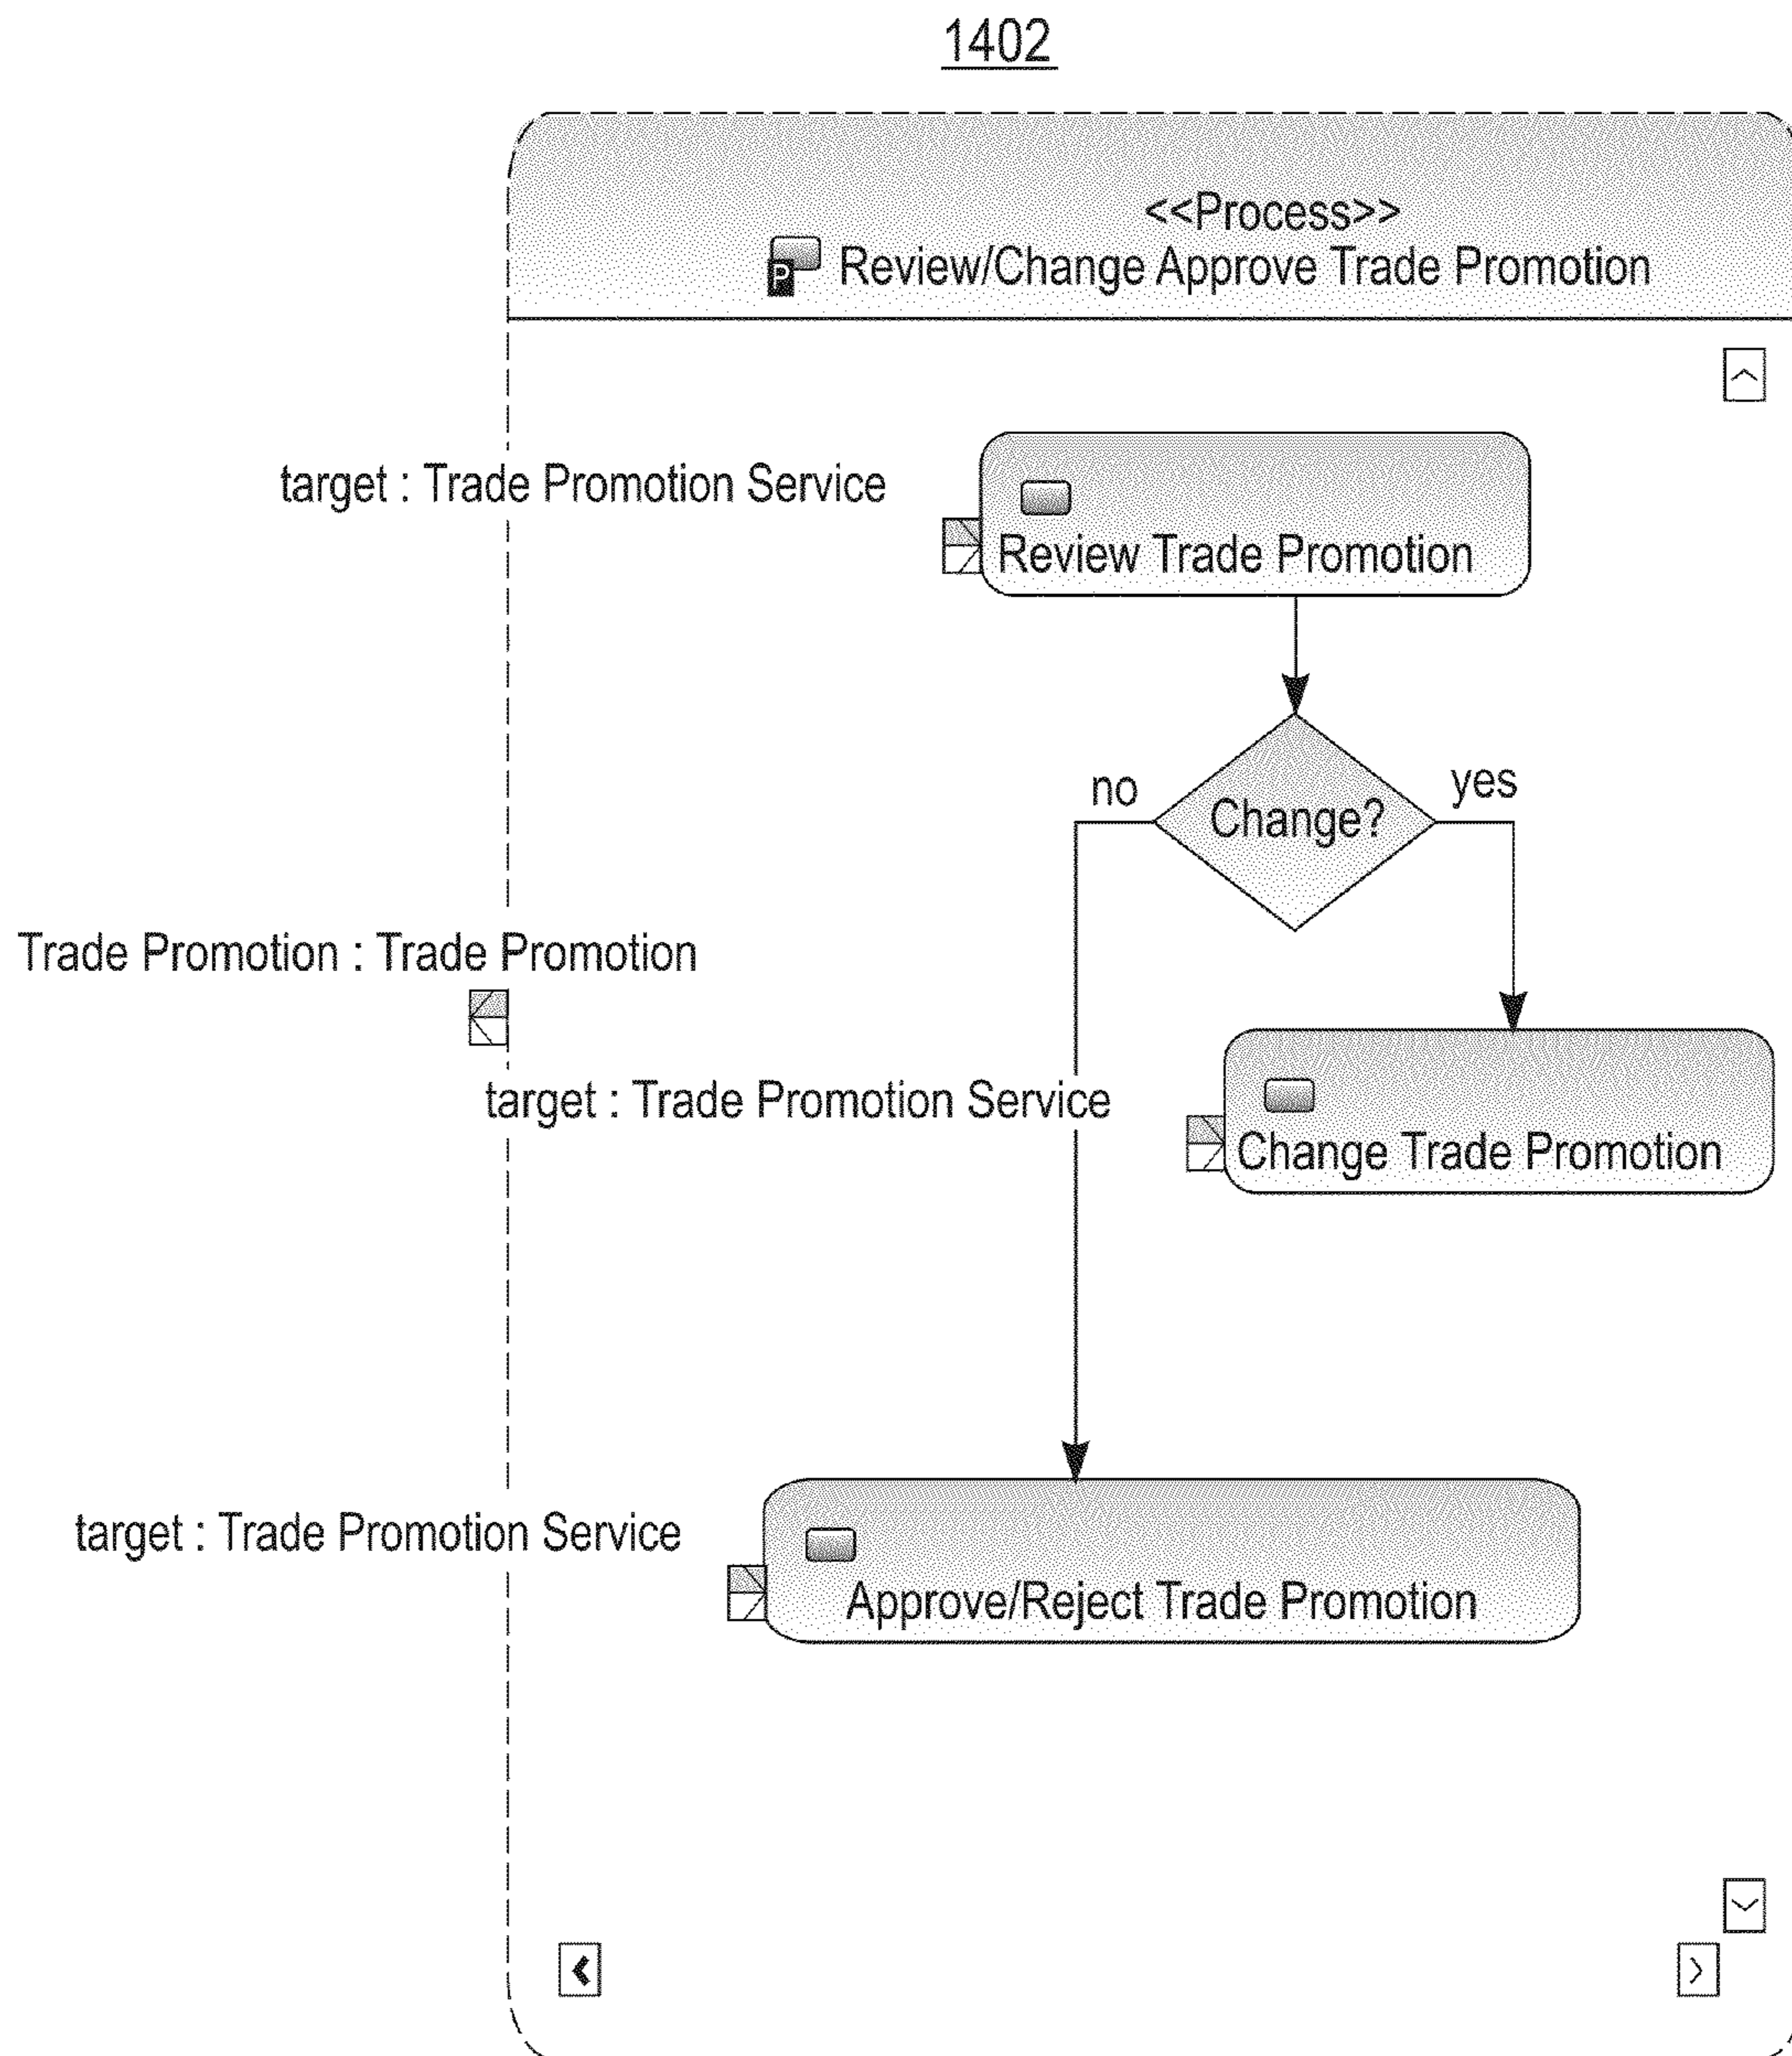 1402
<<Process>>
P
Review/Change Approve Trade Promotion
target : Trade Promotion Service
Review Trade Promotion
no
yes
Change?
Trade Promotion : Trade Promotion
target : Trade Promotion Service
Change Trade Promotion
target : Trade Promotion Service
Approve/Reject Trade Promotion